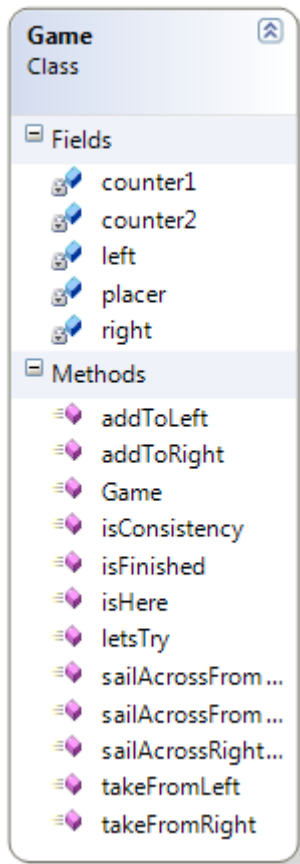 Game
Class
Fields
counter1
counter2
left
placer
right
Methods
addToLeft
addToRight
Game
isConsistency
isFinished
isHere
letsTry
sailAcrossFrom...
sailAcrossFrom...
sailAcrossRight...
takeFromLeft
takeFromRight